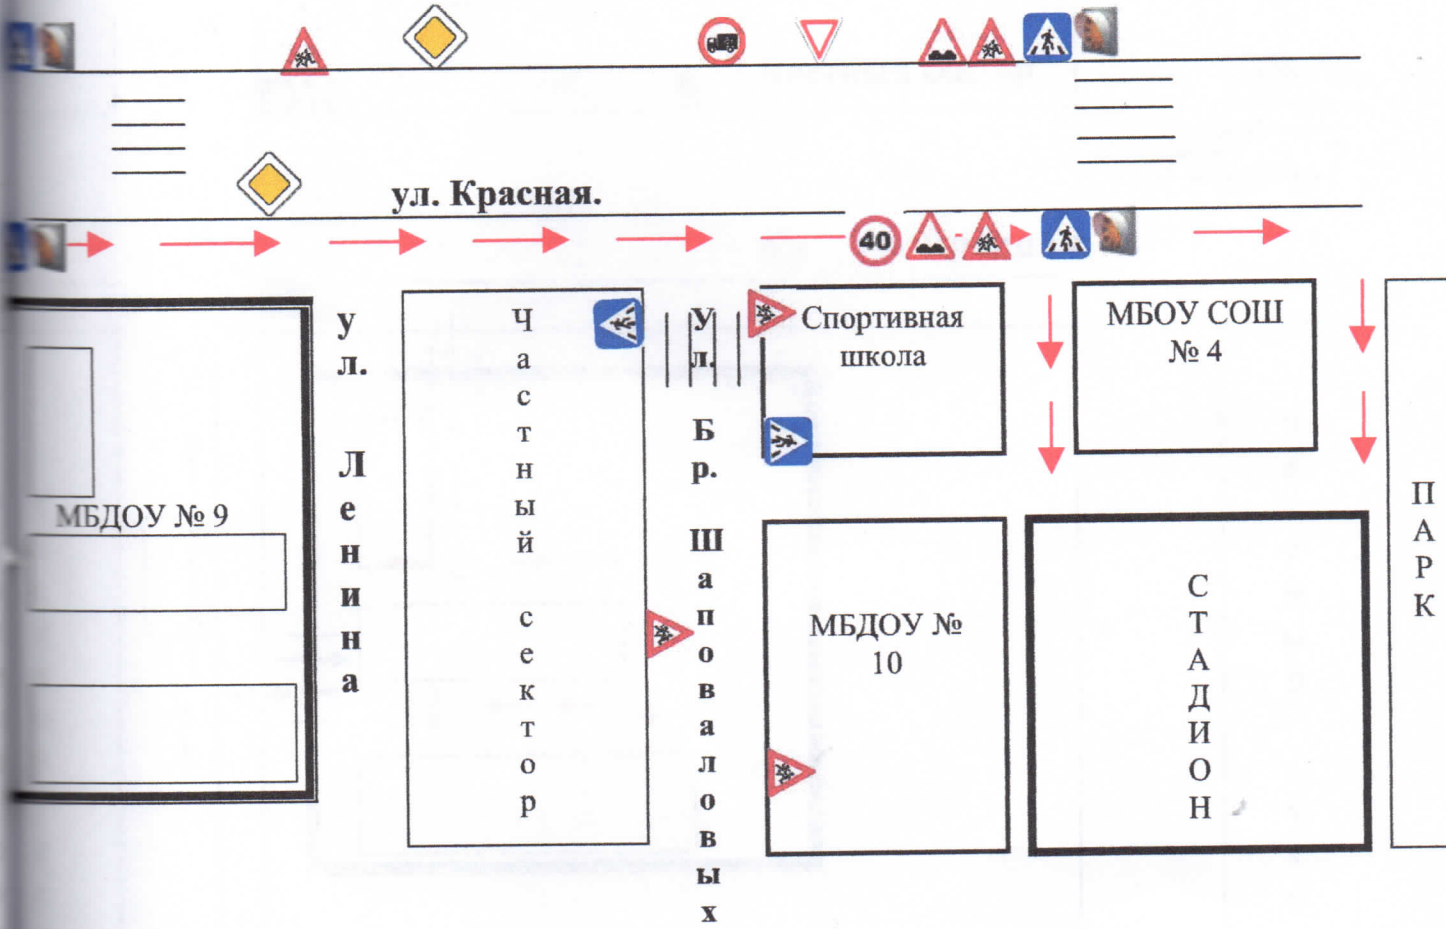 ул. Красная.
40
ул. Ленина
Частный сектор
Ул. Бр. Шаповаловых
Спортивная
школа
МБОУ СОШ
№ 4
МБДОУ № 9
МБДОУ №
10
СТАДИОН
ПАРК